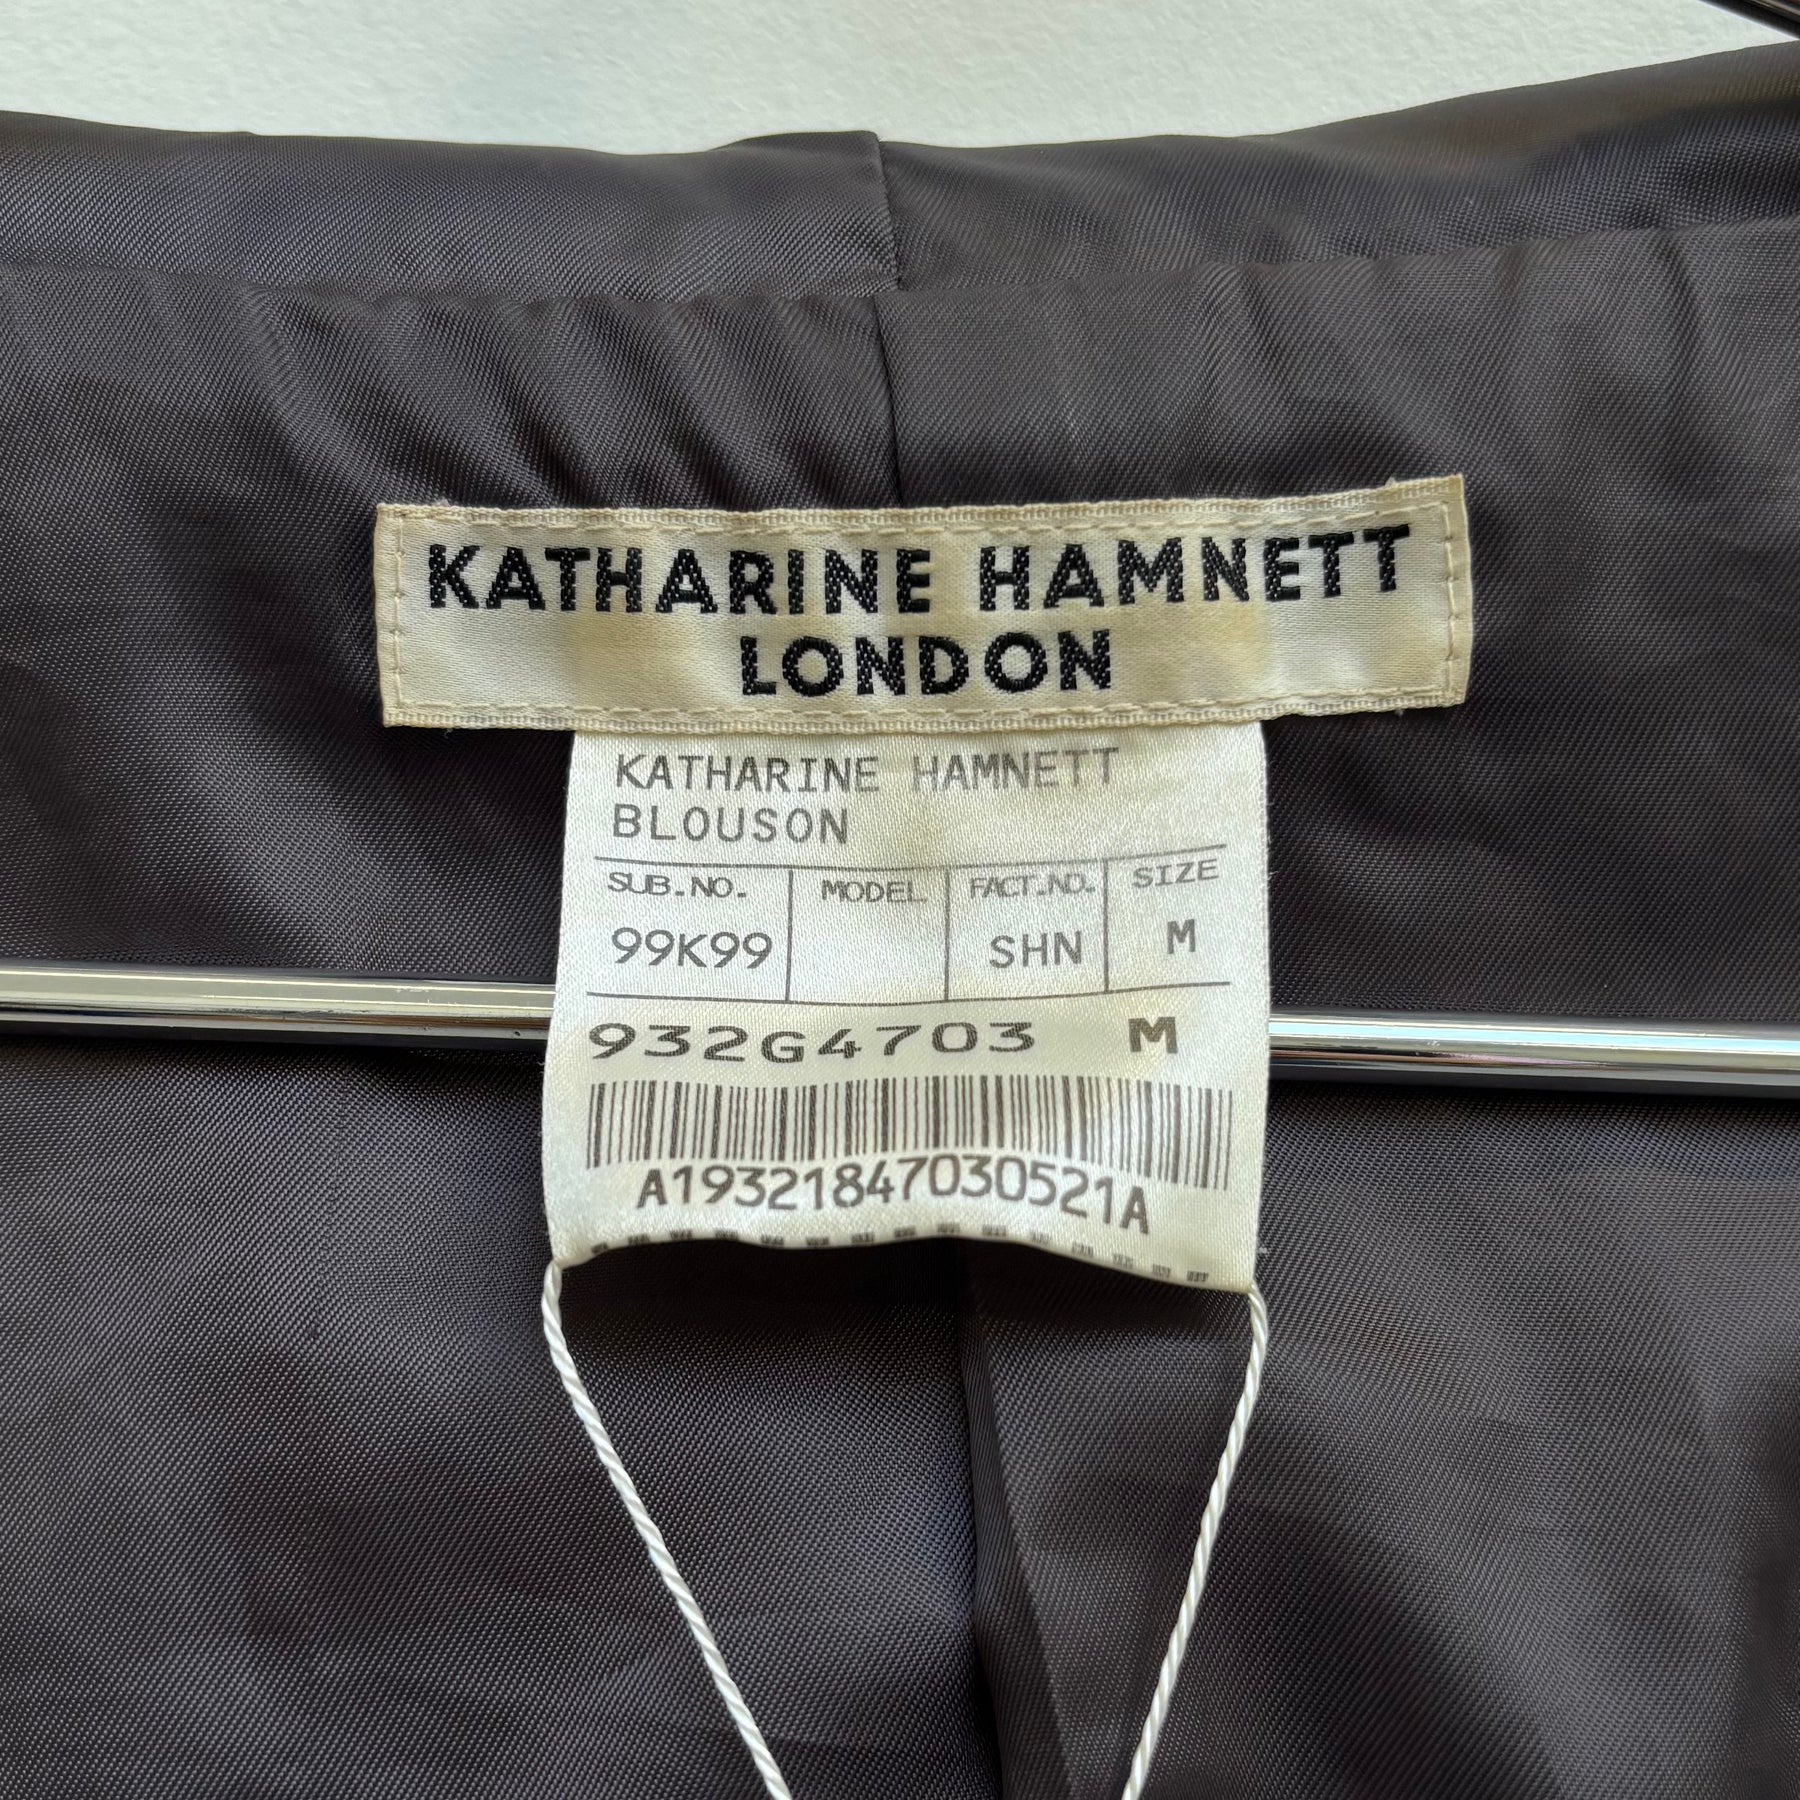 KATHARINE HAMNETT
LONDON
KATHARINE HAMNETT
BLOUSON
SUB.NO. MODEL FACT.NO. SIZE
99K99 SHN M
932G4703 M
A19321847030521A